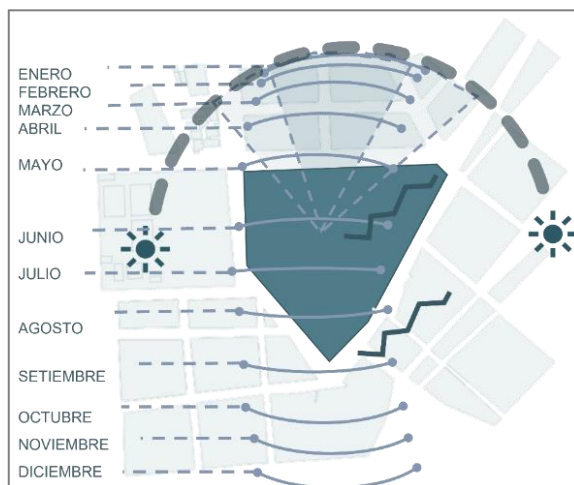 ENERO
FEBRERO
MARZO
ABRIL
MAYO
JUNIO
JULIO
AGOSTO
SETIEMBRE
OCTUBRE
NOVIEMBRE
DICIEMBRE